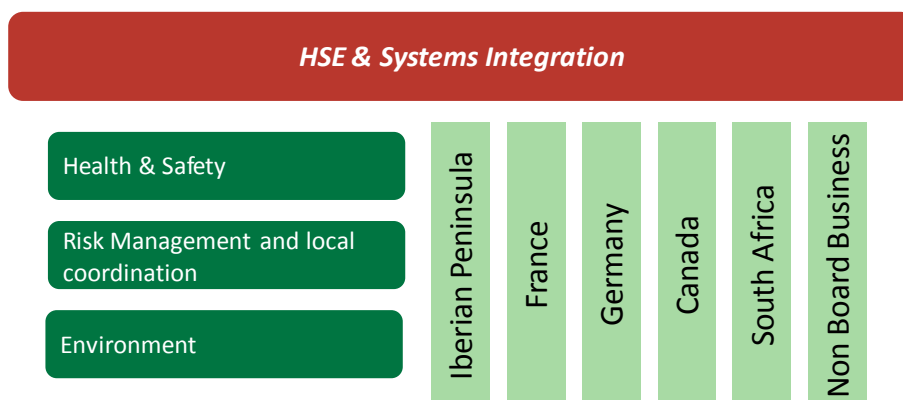 HSE & Systems Integration
Health & Safety
Risk Management and local
coordination
Environment
Iberian Peninsula
France
Germany
Canada
South Africa
Non Board Business